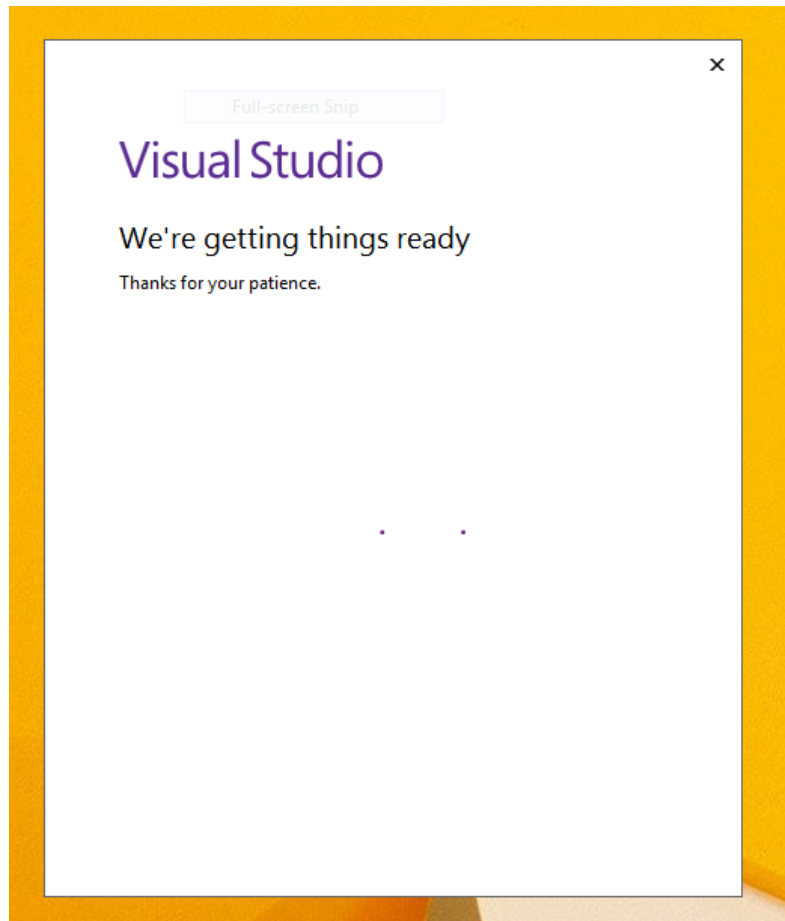 Full-screen Snip
Visual Studio
We're getting things ready
Thanks for your patience.